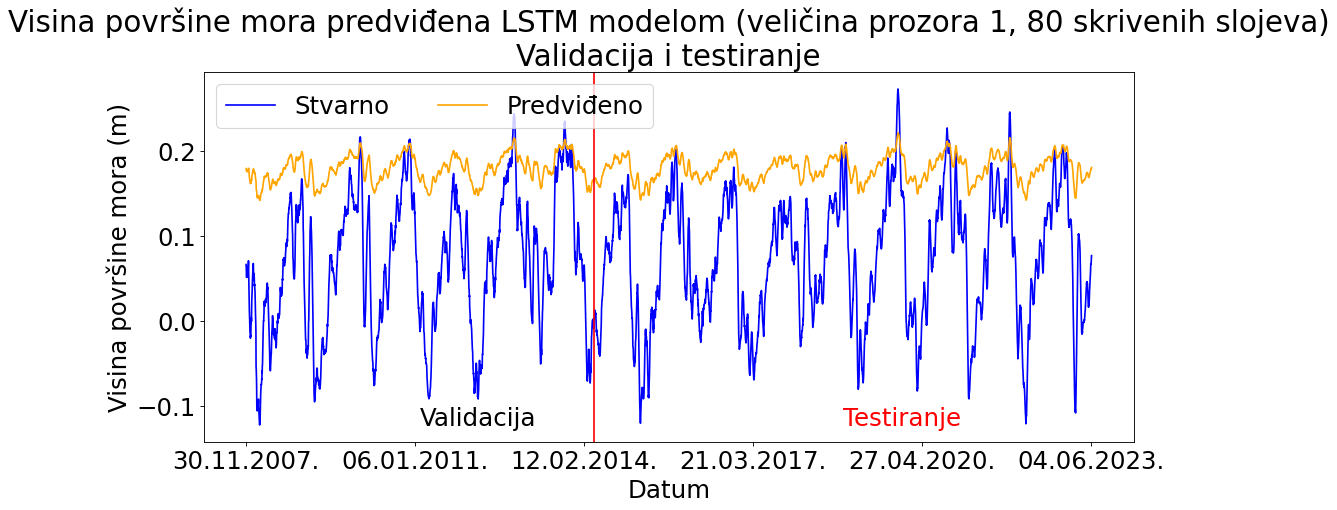 Visina površine mora predviđena LSTM modelom (veličina prozora 1, 80 skrivenih slojeva)
Validacija i testiranje
Stvarno
Predviđeno
Visina površine mora (m)
0.2
0.1
0.0
−0.1
Validacija
Testiranje
30.11.2007.
06.01.2011.
12.02.2014.
21.03.2017.
27.04.2020.
04.06.2023.
Datum